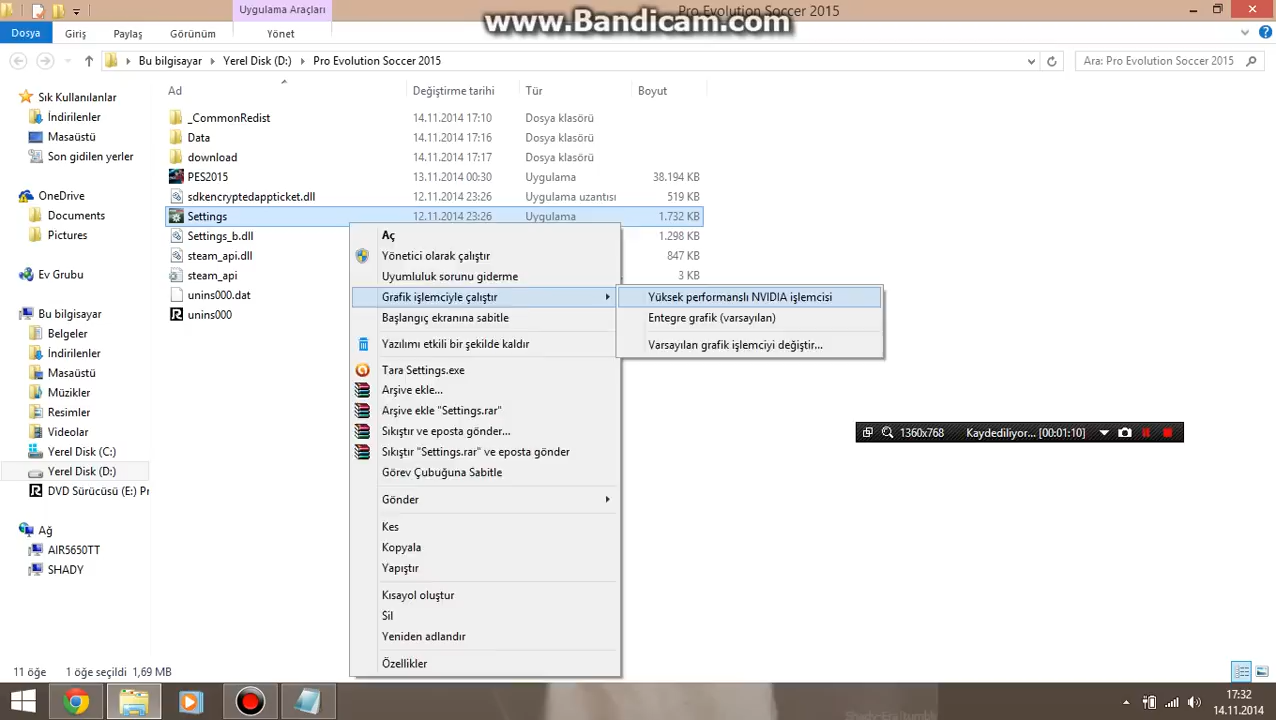 Uygulama Araçları
www.Bandicam.com
Pro Evolution Soccer 2015
Dosya
Giriş
Paylaş
Görünüm
Yönet
Bu bilgisayar
Yerel Disk (D:)
Pro Evolution Soccer 2015
Ara: Pro Evolution Soccer 2015
Ad
Değiştirme tarihi
Tür
Boyut
Sık Kullanılanlar
İndirilenler
Masaüstü
Son gidilen yerler
OneDrive
Documents
Pictures
Ev Grubu
Bu bilgisayar
Belgeler
İndirilenler
Masaüstü
Müzikler
Resimler
Videolar
Yerel Disk (C:)
Yerel Disk (D:)
DVD Sürücüsü (E:) Pr
Ağ
AIR5650TT
SHADY
_CommonRedist 14.11.2014 17:10 Dosya klasörü
Data 14.11.2014 17:16 Dosya klasörü
download 14.11.2014 17:17 Dosya klasörü
PES2015 13.11.2014 00:30 Uygulama 38.194 KB
sdkencryptedappticket.dll 12.11.2014 23:26 Uygulama uzantısı 519 KB
Settings 12.11.2014 23:26 Uygulama 1.732 KB
Settings_b.dll 1.298 KB
steam_api.dll 847 KB
steam_api 3 KB
unins000.dat
unins000
Aç
Yönetici olarak çalıştır
Uyumluluk sorunu giderme
Grafik işlemciyle çalıştır
Başlangıç ekranına sabitle
Yazılımı etkili bir şekilde kaldır
Tara Settings.exe
Arşive ekle...
Arşive ekle "Settings.rar"
Sıkıştır ve eposta gönder...
Sıkıştır "Settings.rar" ve eposta gönder
Görev Çubuğuna Sabitle
Gönder
Kes
Kopyala
Yapıştır
Kısayol oluştur
Sil
Yeniden adlandır
Özellikler
Yüksek performanslı NVIDIA işlemcisi
Entegre grafik (varsayılan)
Varsayılan grafik işlemciyi değiştir...
1360x768 Kaydediliyor... [00:01:10]
11 öğe 1 öğe seçildi 1,69 MB
17:32
14.11.2014